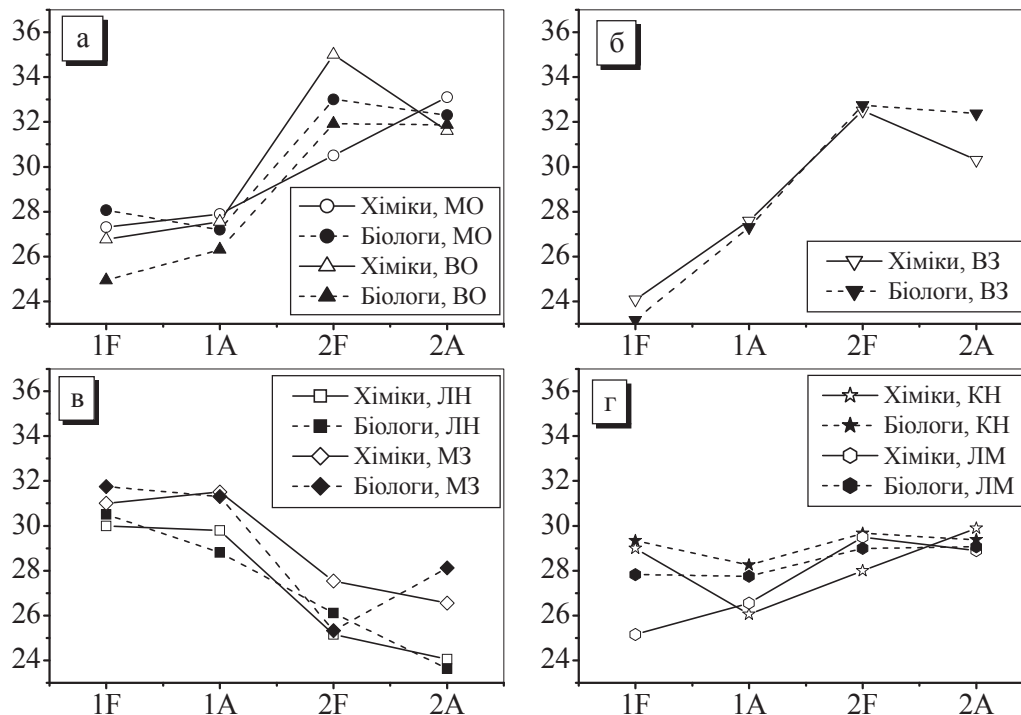 а
36
34
32
30
28
26
24
1F 1A 2F 2A
Хіміки, МО
Біологи, МО
Хіміки, ВО
Біологи, ВО
б
36
34
32
30
28
26
24
1F 1A 2F 2A
Хіміки, ВЗ
Біологи, ВЗ
в
36
34
32
30
28
26
24
1F 1A 2F 2A
Хіміки, ЛН
Біологи, ЛН
Хіміки, МЗ
Біологи, МЗ
г
36
34
32
30
28
26
24
1F 1A 2F 2A
Хіміки, КН
Біологи, КН
Хіміки, ЛМ
Біологи, ЛМ